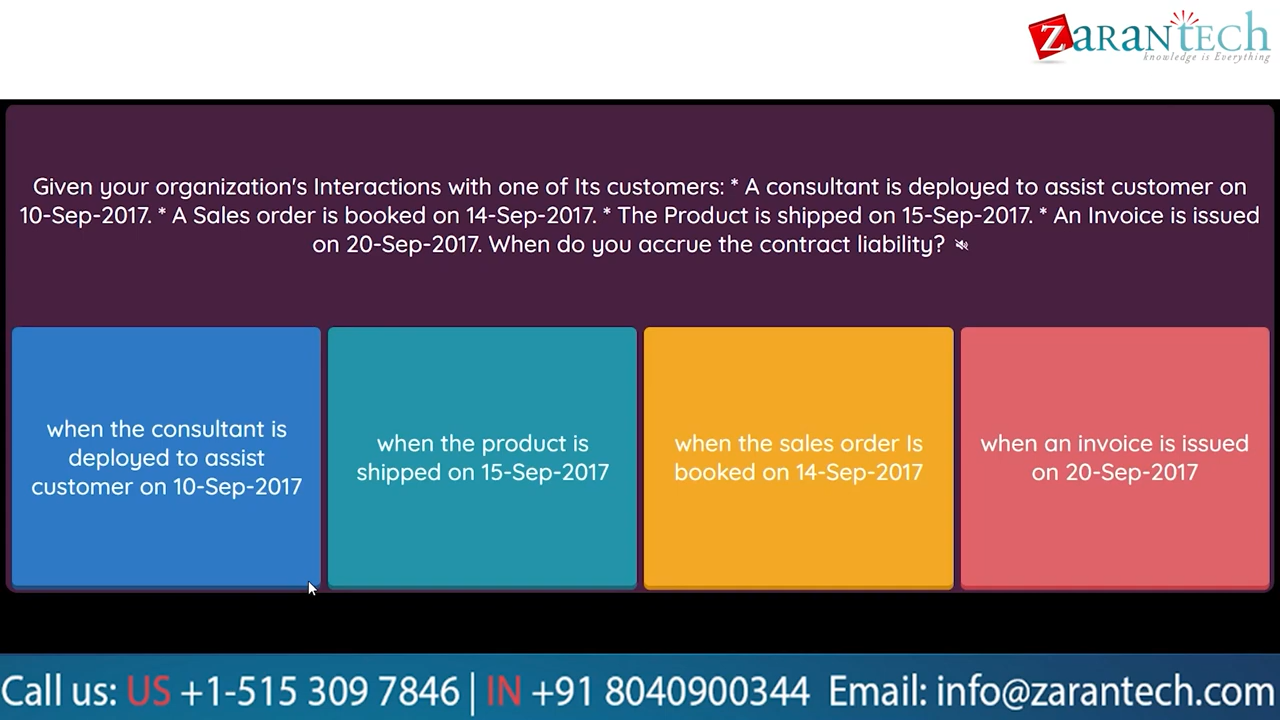 ZARANTECH
knowledge is Everything
Given your organization's Interactions with one of Its customers: * A consultant is deployed to assist customer on
10-Sep-2017. * A Sales order is booked on 14-Sep-2017. * The Product is shipped on 15-Sep-2017. * An Invoice is issued
on 20-Sep-2017. When do you accrue the contract liability?
when the consultant is
deployed to assist
customer on 10-Sep-2017
when the product is
shipped on 15-Sep-2017
when the sales order Is
booked on 14-Sep-2017
when an invoice is issued
on 20-Sep-2017
Call us: US +1-515 309 7846 | IN +91 8040900344 Email: info@zarantech.com